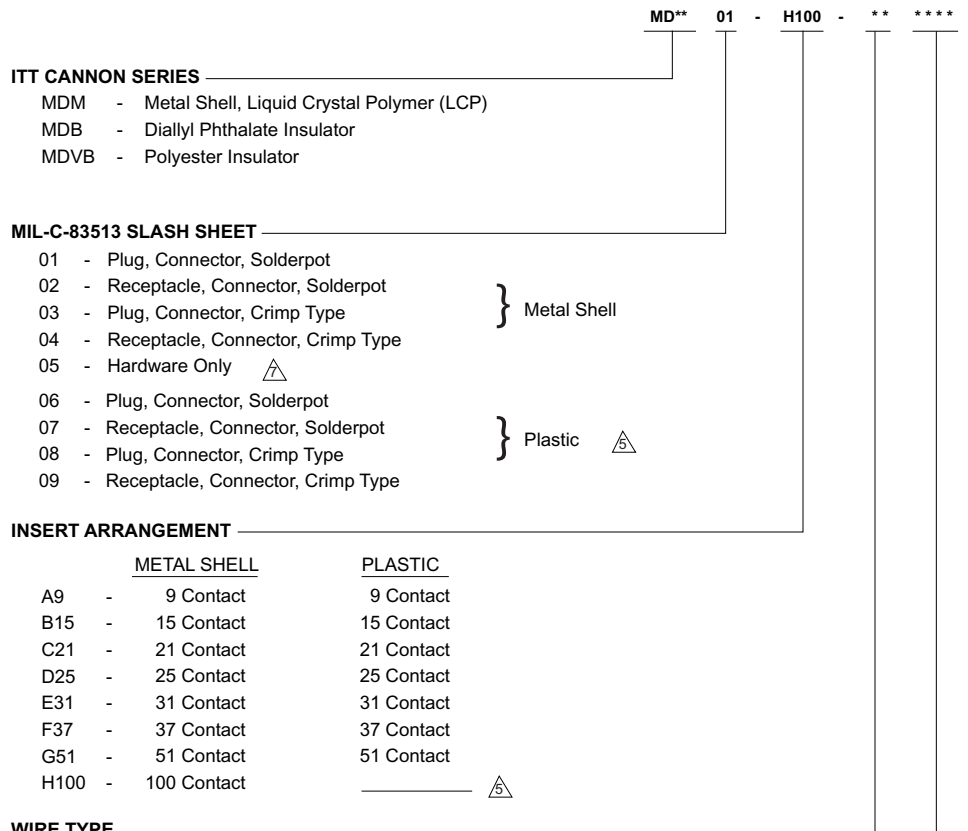 MD** 01 - H100 - ** ****
ITT CANNON SERIES
MDM - Metal Shell, Liquid Crystal Polymer (LCP)
MDB - Diallyl Phthalate Insulator
MDVB - Polyester Insulator
MIL-C-83513 SLASH SHEET
01 - Plug, Connector, Solderpot
02 - Receptacle, Connector, Solderpot
03 - Plug, Connector, Crimp Type
} Metal Shell
04 - Receptacle, Connector, Crimp Type
05 - Hardware Only 7
06 - Plug, Connector, Solderpot
07 - Receptacle, Connector, Solderpot
08 - Plug, Connector, Crimp Type
} Plastic 5
09 - Receptacle, Connector, Crimp Type
INSERT ARRANGEMENT
METAL SHELL PLASTIC
A9 - 9 Contact 9 Contact
B15 - 15 Contact 15 Contact
C21 - 21 Contact 21 Contact
D25 - 25 Contact 25 Contact
E31 - 31 Contact 31 Contact
F37 - 37 Contact 37 Contact
G51 - 51 Contact 51 Contact
H100 - 100 Contact 5
WIRE TYPE